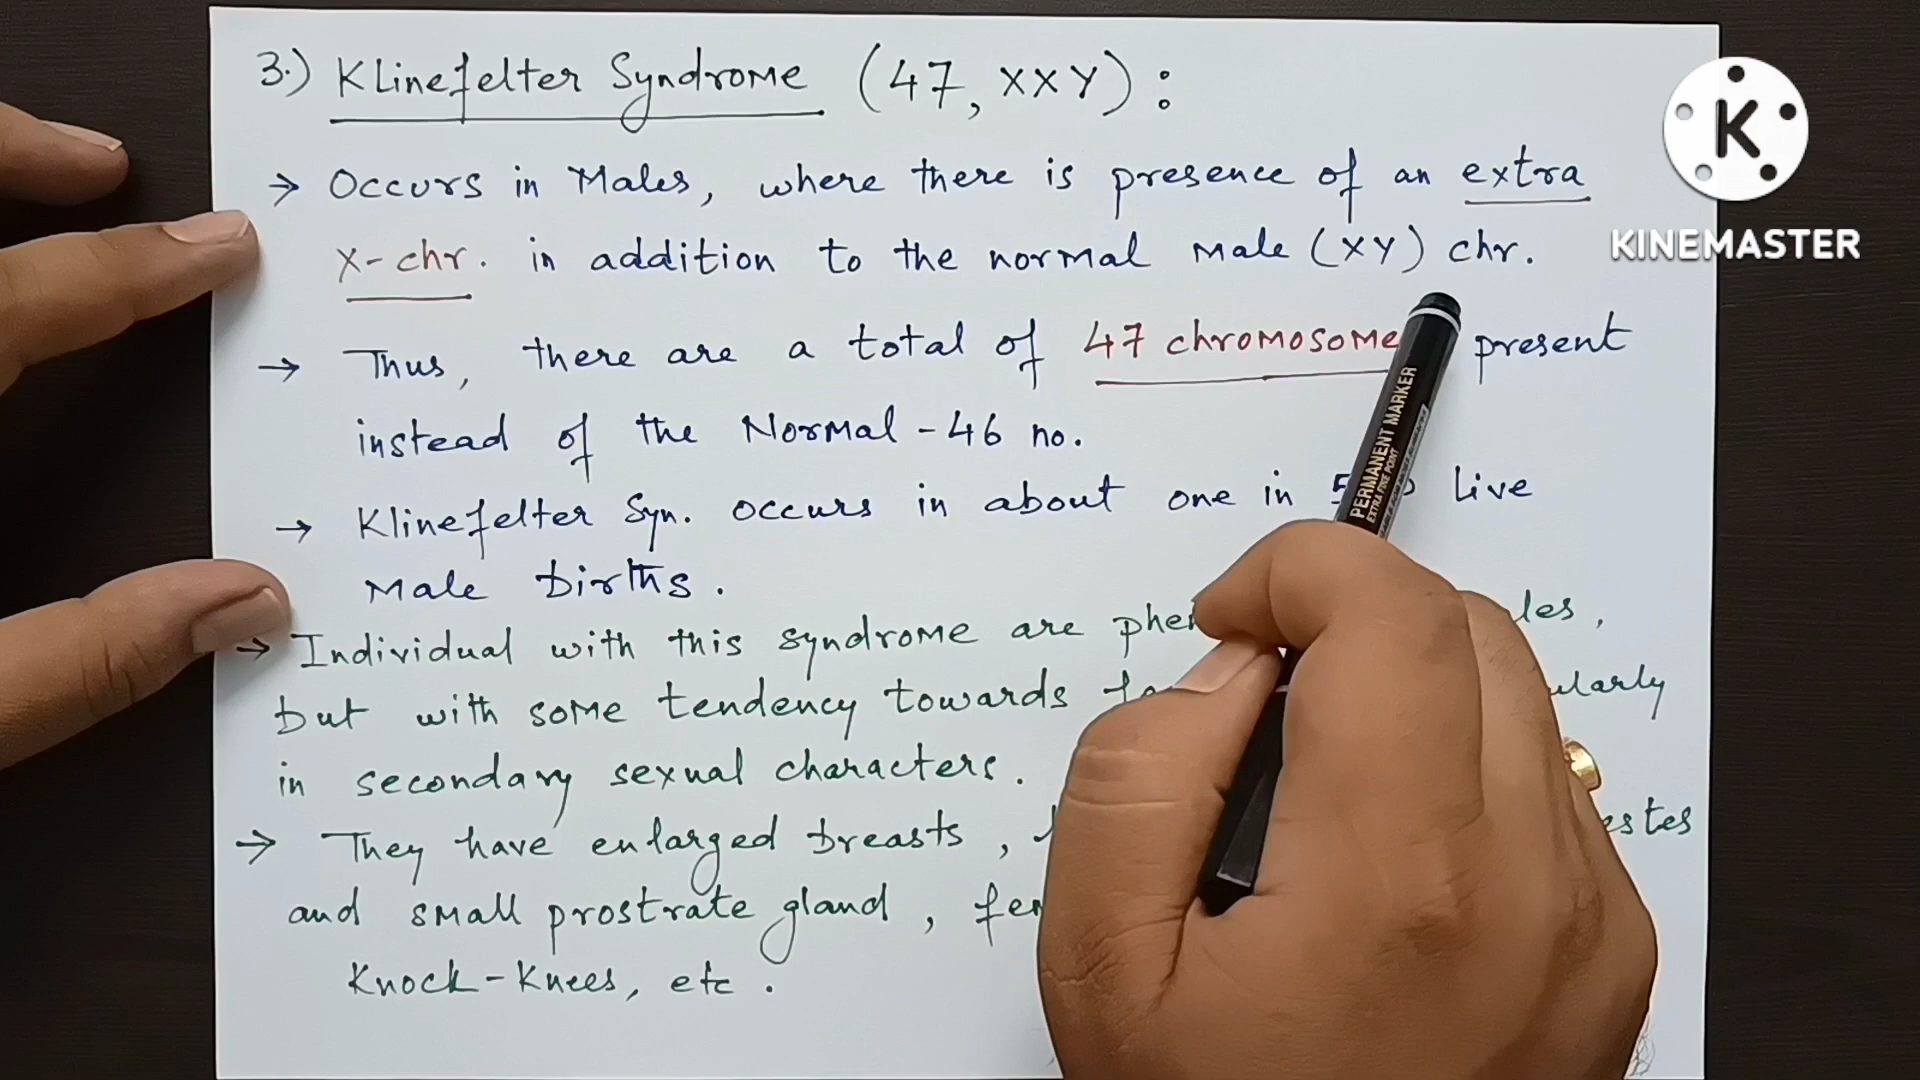 3.) Klinefelter Syndrome (47, XXY) :
→ Occurs in Males, where there is presence of an extra
X-chr. in addition to the normal Male (XY) chr.
→ Thus, there are a total of 47 chromosome present
instead of the Normal - 46 no.
→ Klinefelter Syn. occurs in about one in live
Male births.
→ Individual with this syndrome are
but with some tendency towards
in secondary sexual characters.
→ They have enlarged breasts,
and small prostrate gland,
Knock-Knees, etc.
K
KINEMASTER
PERMANENT MARKER
EXTRA FINE POINT